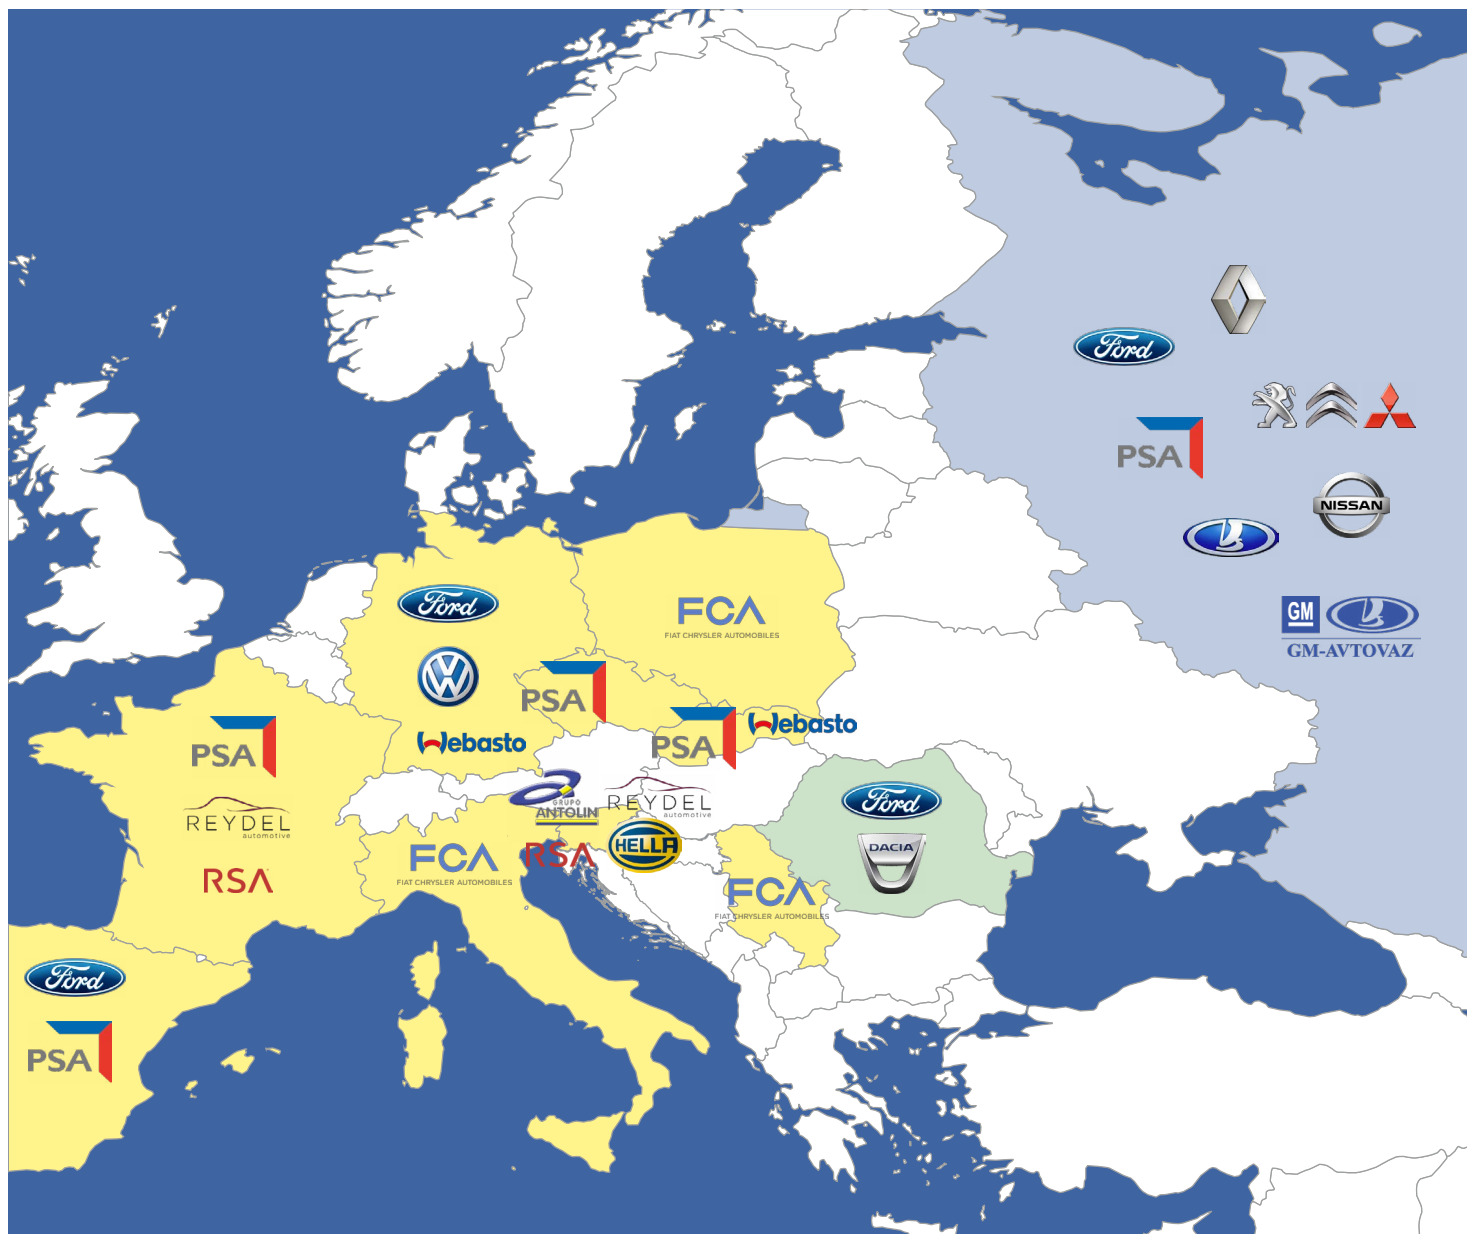 Ford
PSA
NISSAN
GM
GM-AVTOVAZ
Ford
FCA
FIAT CHRYSLER AUTOMOBILES
PSA
Webasto
PSA
Webasto
PSA
REYDEL
automotive
RSA
GRUPO
ANTOLIN
REYDEL
automotive
HELLA
RSA
FCA
FIAT CHRYSLER AUTOMOBILES
Ford
DACIA
FCA
FIAT CHRYSLER AUTOMOBILES
Ford
PSA